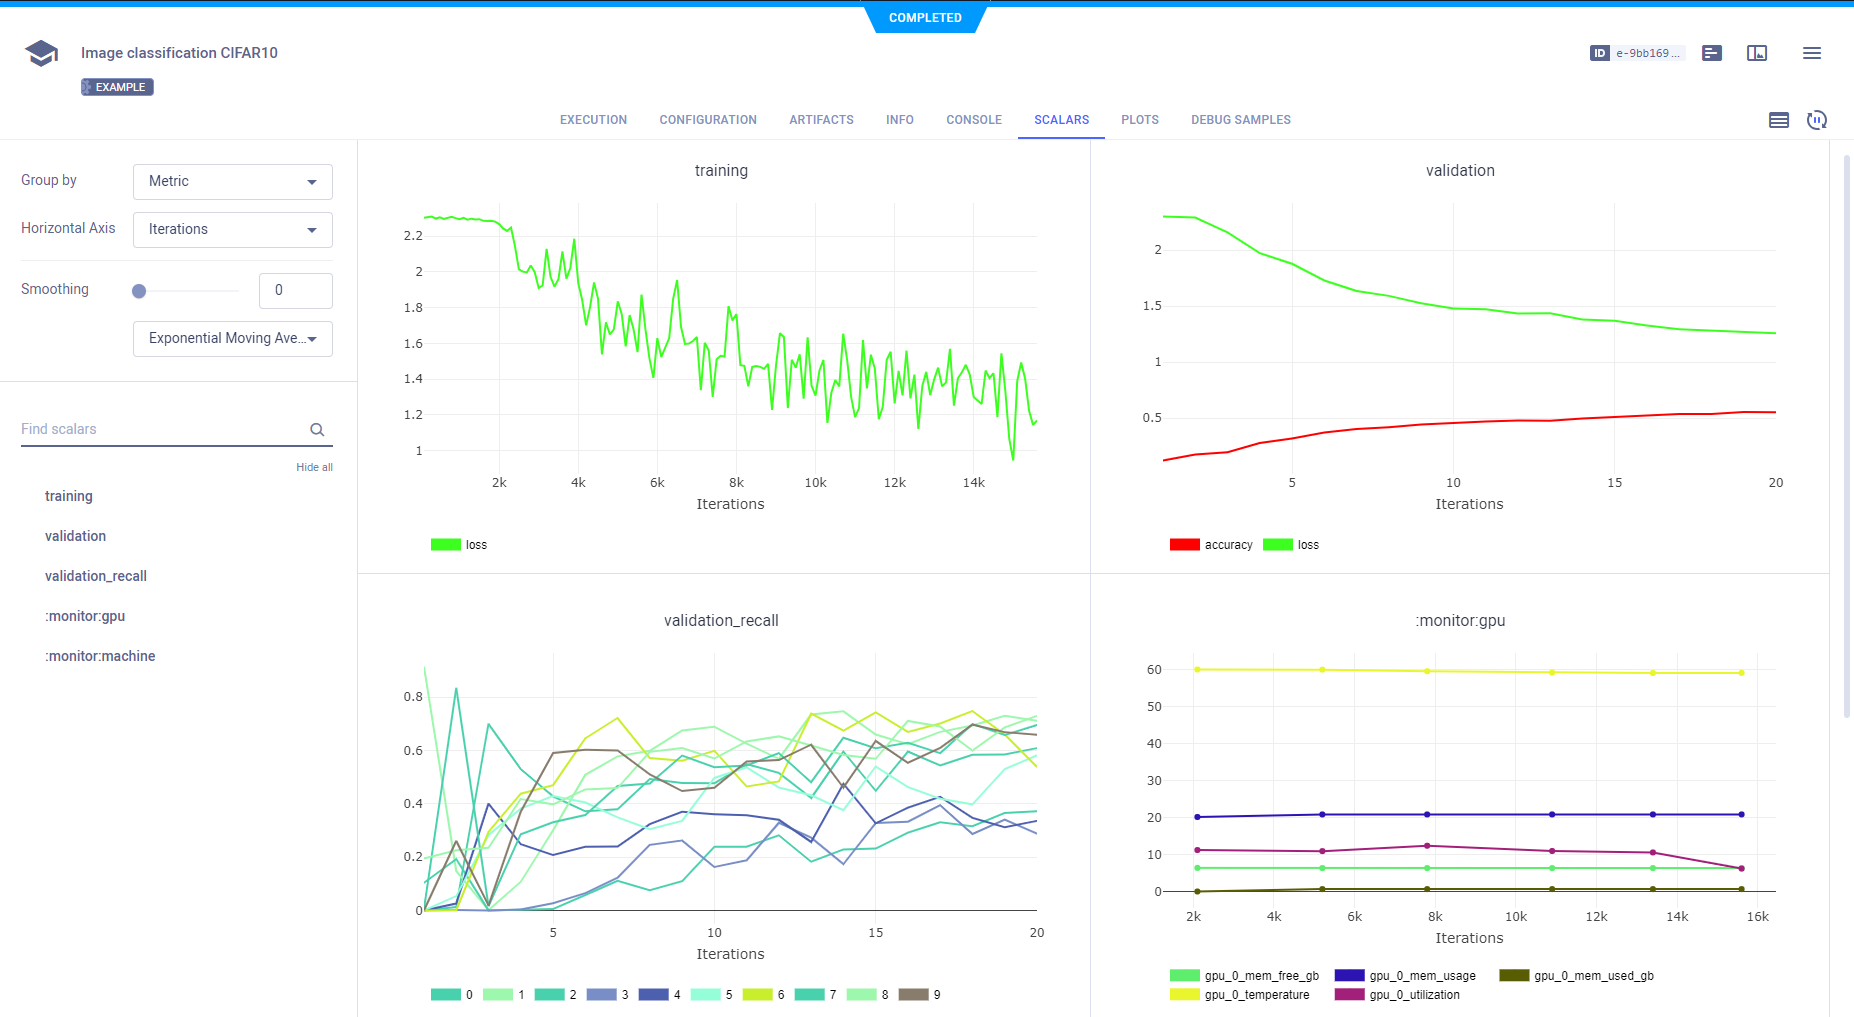 COMPLETED
Image classification CIFAR10
ID e-9bb169 ...
EXAMPLE
EXECUTION CONFIGURATION ARTIFACTS INFO CONSOLE SCALARS PLOTS DEBUG SAMPLES
Group by Metric
Horizontal Axis Iterations
Smoothing 0
Exponential Moving Ave...
Find scalars
Hide all
training
validation
validation_recall
:monitor:gpu
:monitor:machine
training
2.2
2
1.8
1.6
1.4
1.2
1
2k 4k 6k 8k 10k 12k 14k
Iterations
loss
validation
2
1.5
1
0.5
5 10 15 20
Iterations
accuracy loss
validation_recall
0.8
0.6
0.4
0.2
0
5 10 15 20
Iterations
0 1 2 3 4 5 6 7 8 9
:monitor:gpu
60
50
40
30
20
10
0
2k 4k 6k 8k 10k 12k 14k 16k
Iterations
gpu_0_mem_free_gb gpu_0_mem_usage gpu_0_mem_used_gb
gpu_0_temperature gpu_0_utilization